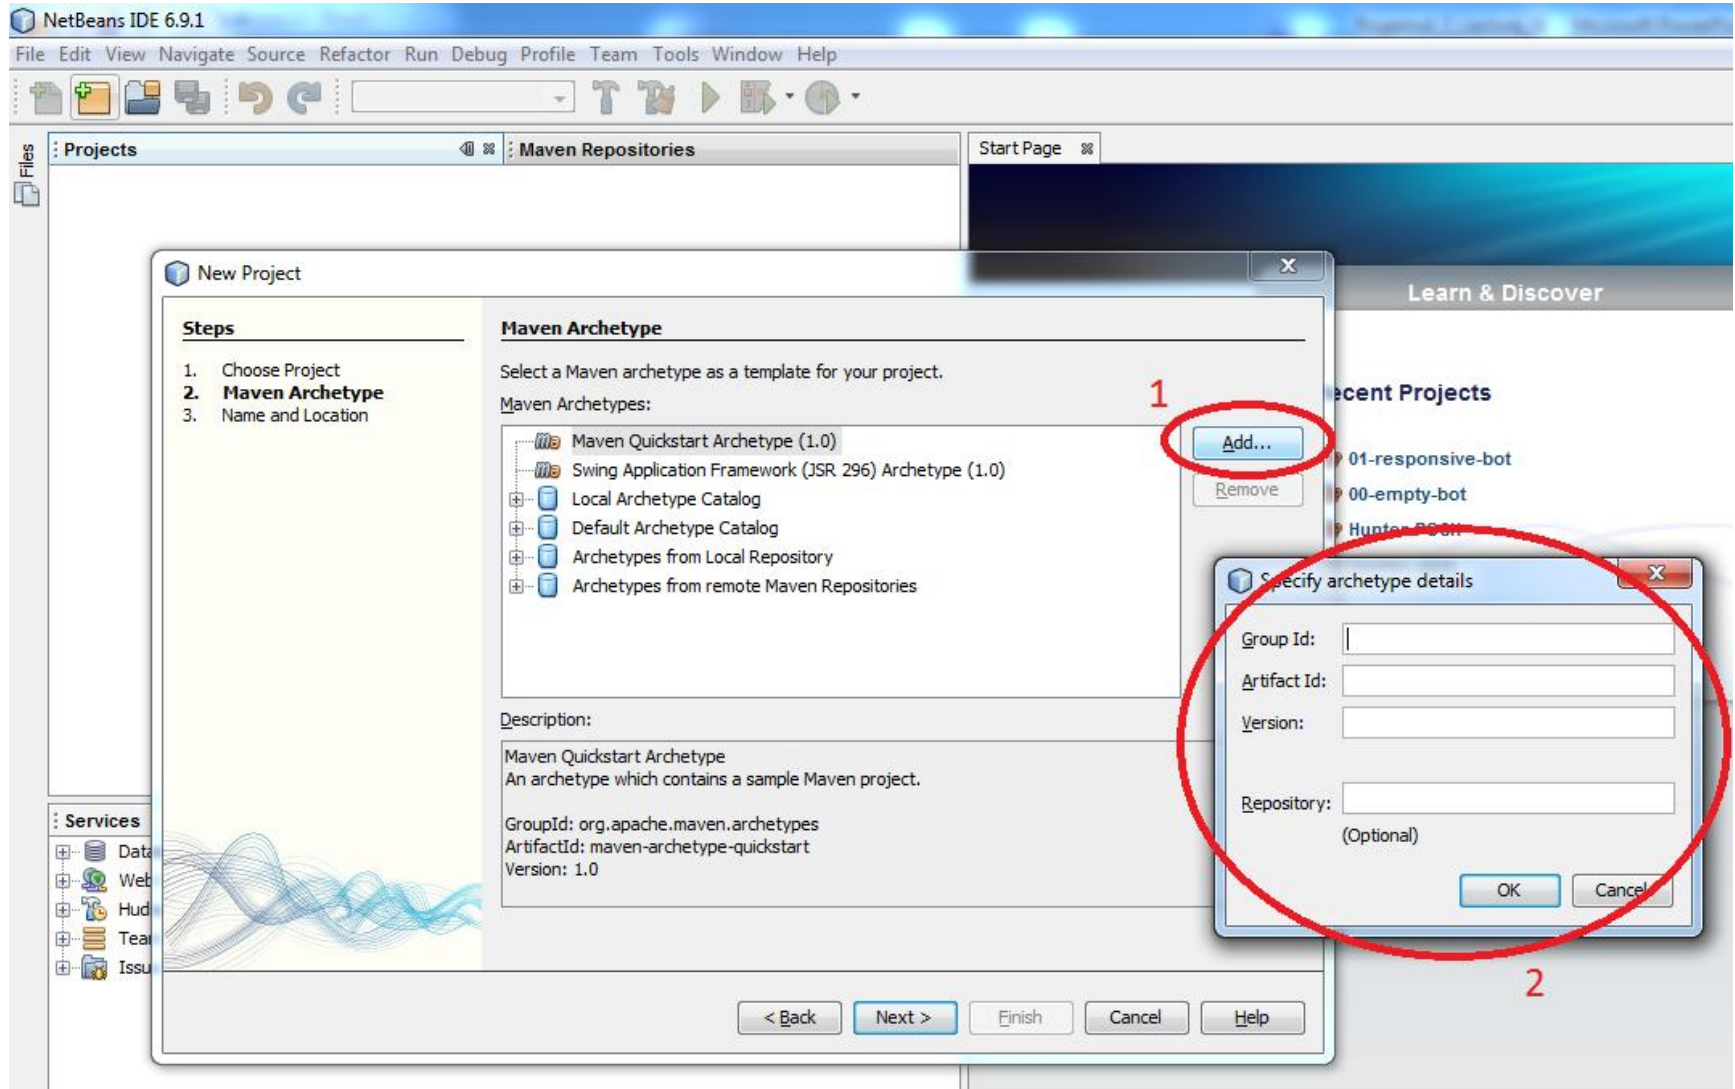 NetBeans IDE 6.9.1
File Edit View Navigate Source Refactor Run Debug Profile Team Tools Window Help
Files
Projects
Maven Repositories
Start Page
Learn & Discover
New Project
Steps
1. Choose Project
2. Maven Archetype
3. Name and Location
Maven Archetype
Select a Maven archetype as a template for your project.
Maven Archetypes:
Maven Quickstart Archetype (1.0)
Swing Application Framework (JSR 296) Archetype (1.0)
Local Archetype Catalog
Default Archetype Catalog
Archetypes from Local Repository
Archetypes from remote Maven Repositories
1
Add...
Remove
Description:
Maven Quickstart Archetype
An archetype which contains a sample Maven project.
GroupId: org.apache.maven.archetypes
ArtifactId: maven-archetype-quickstart
Version: 1.0
< Back
Next >
Finish
Cancel
Help
ecent Projects
01-responsive-bot
00-empty-bot
Specify archetype details
Group Id:
Artifact Id:
Version:
Repository:
(Optional)
OK
Cancel
2
Services
Data
Web
Hud
Tea
Issu